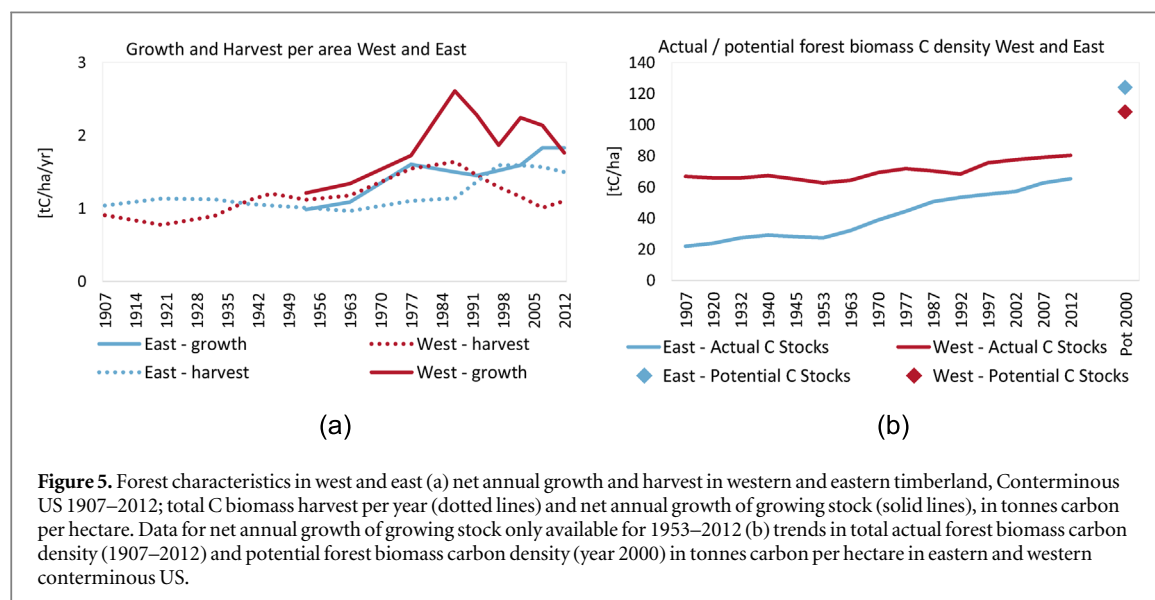 Growth and Harvest per area West and East
[tC/ha/yr]
3
2
1
1
1907 1914 1921 1928 1935 1942 1949 1956 1963 1970 1977 1984 1991 1998 2005 2012
East - growth West - harvest
East - harvest West - growth
(a)
Actual / potential forest biomass C density West and East
[tC/ha]
140
120
100
80
60
40
20
0
1907 1920 1932 1940 1945 1953 1963 1970 1977 1987 1992 1997 2002 2007 2012 Pot 2000
East - Actual C Stocks West - Actual C Stocks
East - Potential C Stocks West - Potential C Stocks
(b)
Figure 5. Forest characteristics in west and east (a) net annual growth and harvest in western and eastern timberland, Conterminous
US 1907–2012; total C biomass harvest per year (dotted lines) and net annual growth of growing stock (solid lines), in tonnes carbon
per hectare. Data for net annual growth of growing stock only available for 1953–2012 (b) trends in total actual forest biomass carbon
density (1907–2012) and potential forest biomass carbon density (year 2000) in tonnes carbon per hectare in eastern and western
conterminous US.